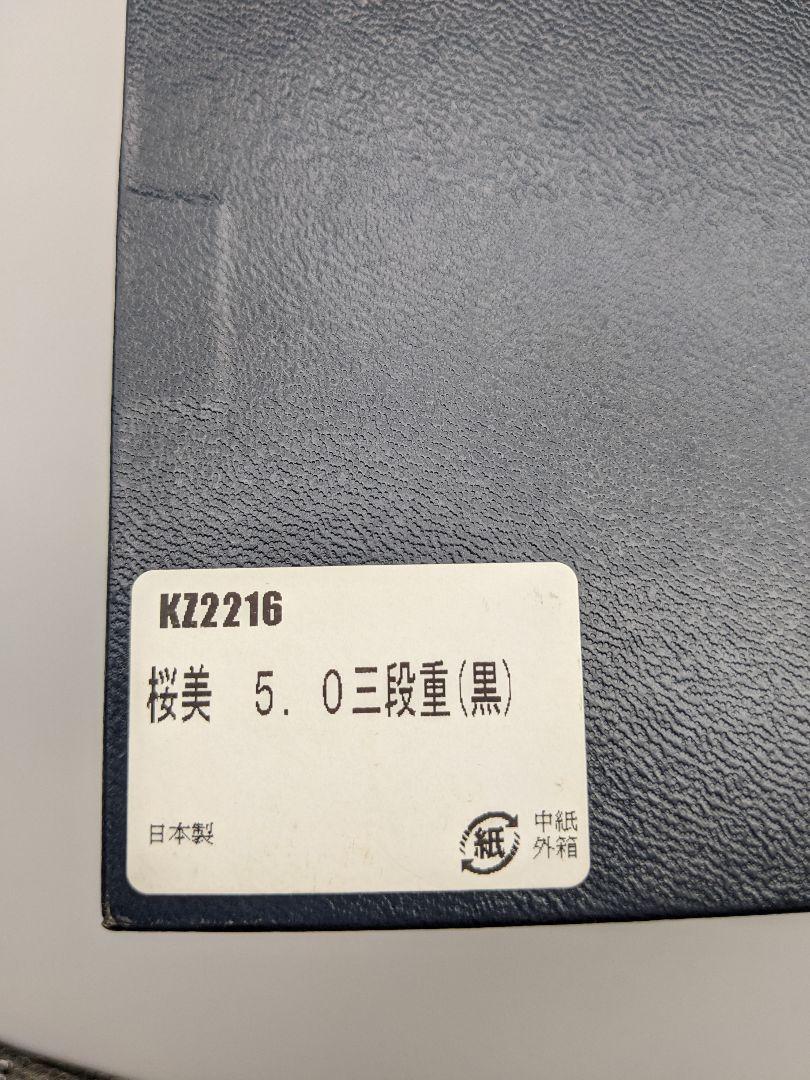 KZ2216
桜美　５．０三段重(黒)
日本製
紙
中紙
外箱